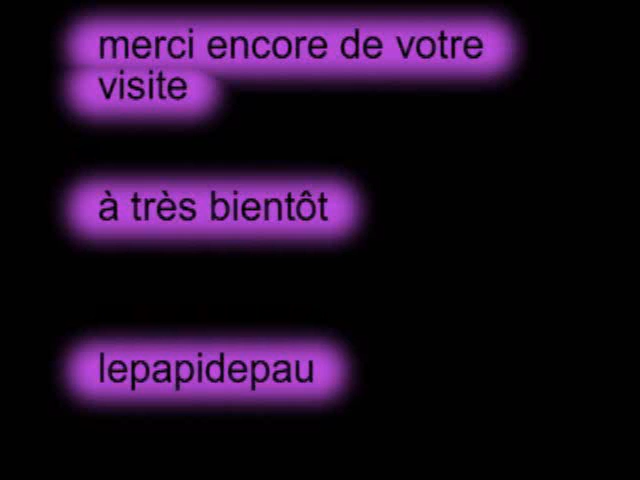 merci encore de votre
visite
à très bientôt
lepapidepau